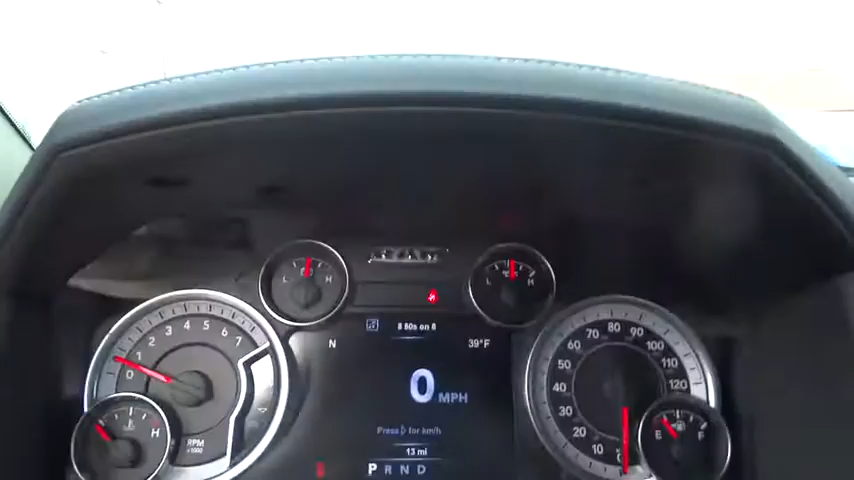 L H
L H
8 80s on 8
N 39°F
0 1 2 3 4 5 6 7
RPM
x1000
C H
0 MPH
Press ▷ for km/h
13 mi
P R N D
10 20 30 40 50 60 70 80 90 100 110 120
E F